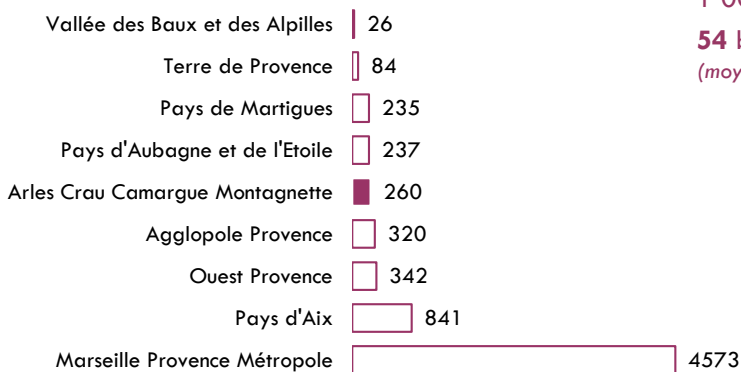 Vallée des Baux et des Alpilles 26
Terre de Provence 84
Pays de Martigues 235
Pays d'Aubagne et de l'Etoile 237
Arles Crau Camargue Montagnette 260
Agglopole Provence 320
Ouest Provence 342
Pays d'Aix 841
Marseille Provence Métropole 4573
54